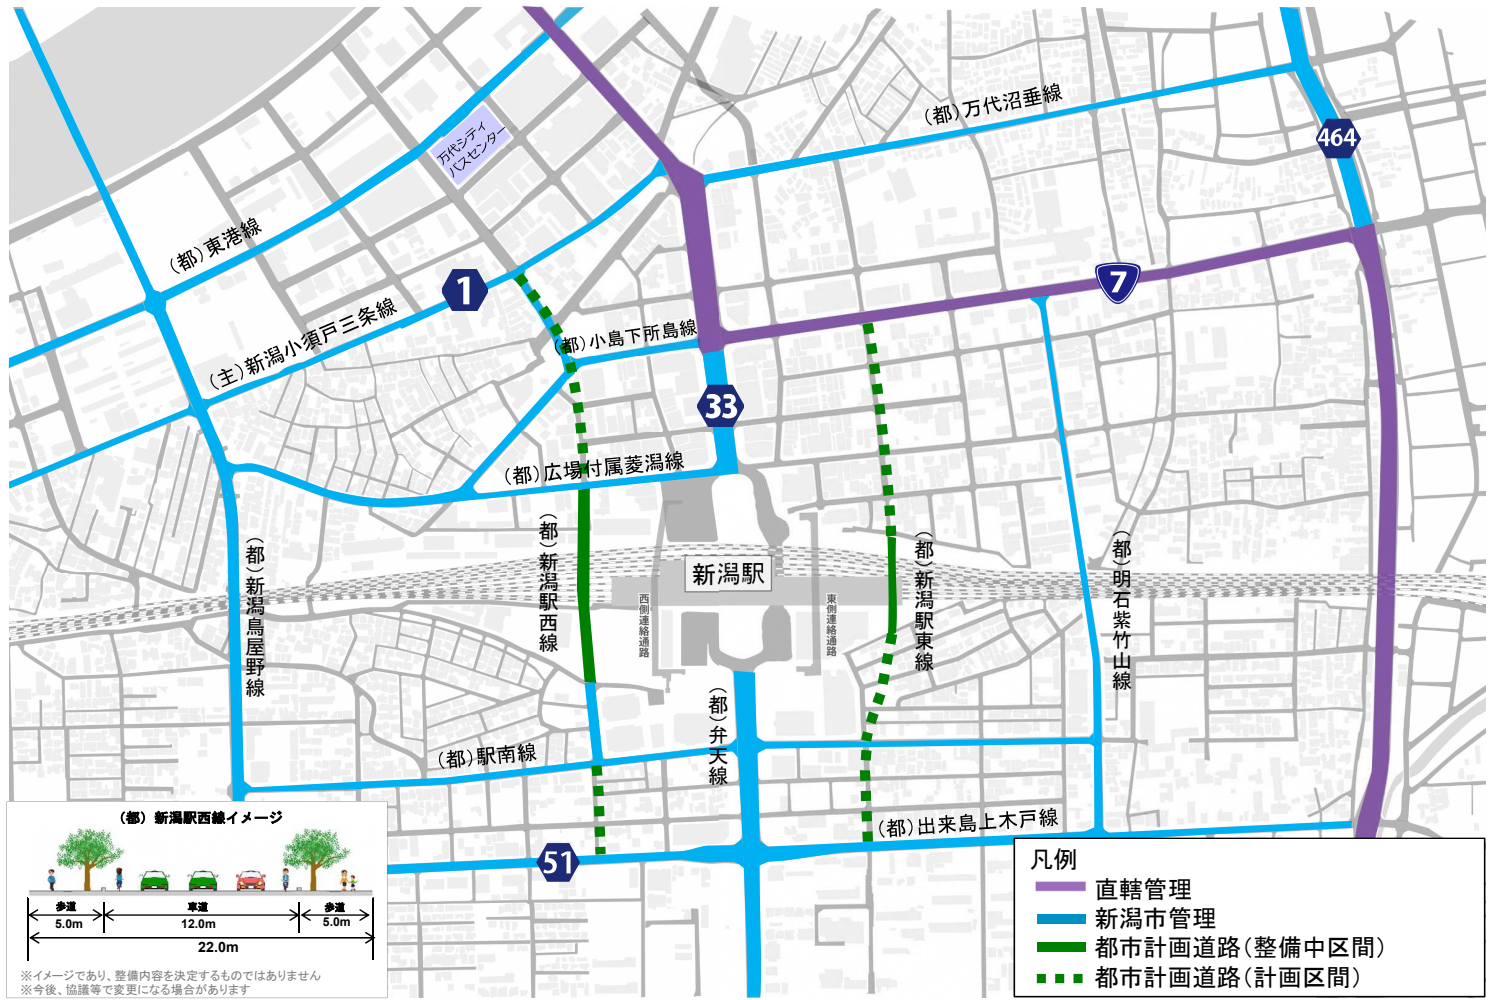 (都)万代沼垂線
464
万代シティ
バスセンター
(都)東港線
7
1
(主)新潟小須戸三条線
(都)小島下所島線
33
(都)広場付属菱潟線
(都)新潟駅西線
(都)新潟鳥屋野線
新潟駅
西側連絡通路
東側連絡通路
(都)新潟駅東線
(都)明石紫竹山線
(都)弁天線
(都)駅南線
(都)出来島上木戸線
51
(都)新潟駅西線イメージ
歩道
車道
歩道
5.0m
12.0m
5.0m
22.0m
※イメージであり、整備内容を決定するものではありません
※今後、協議等で変更になる場合があります
凡例
直轄管理
新潟市管理
都市計画道路(整備中区間)
都市計画道路(計画区間)